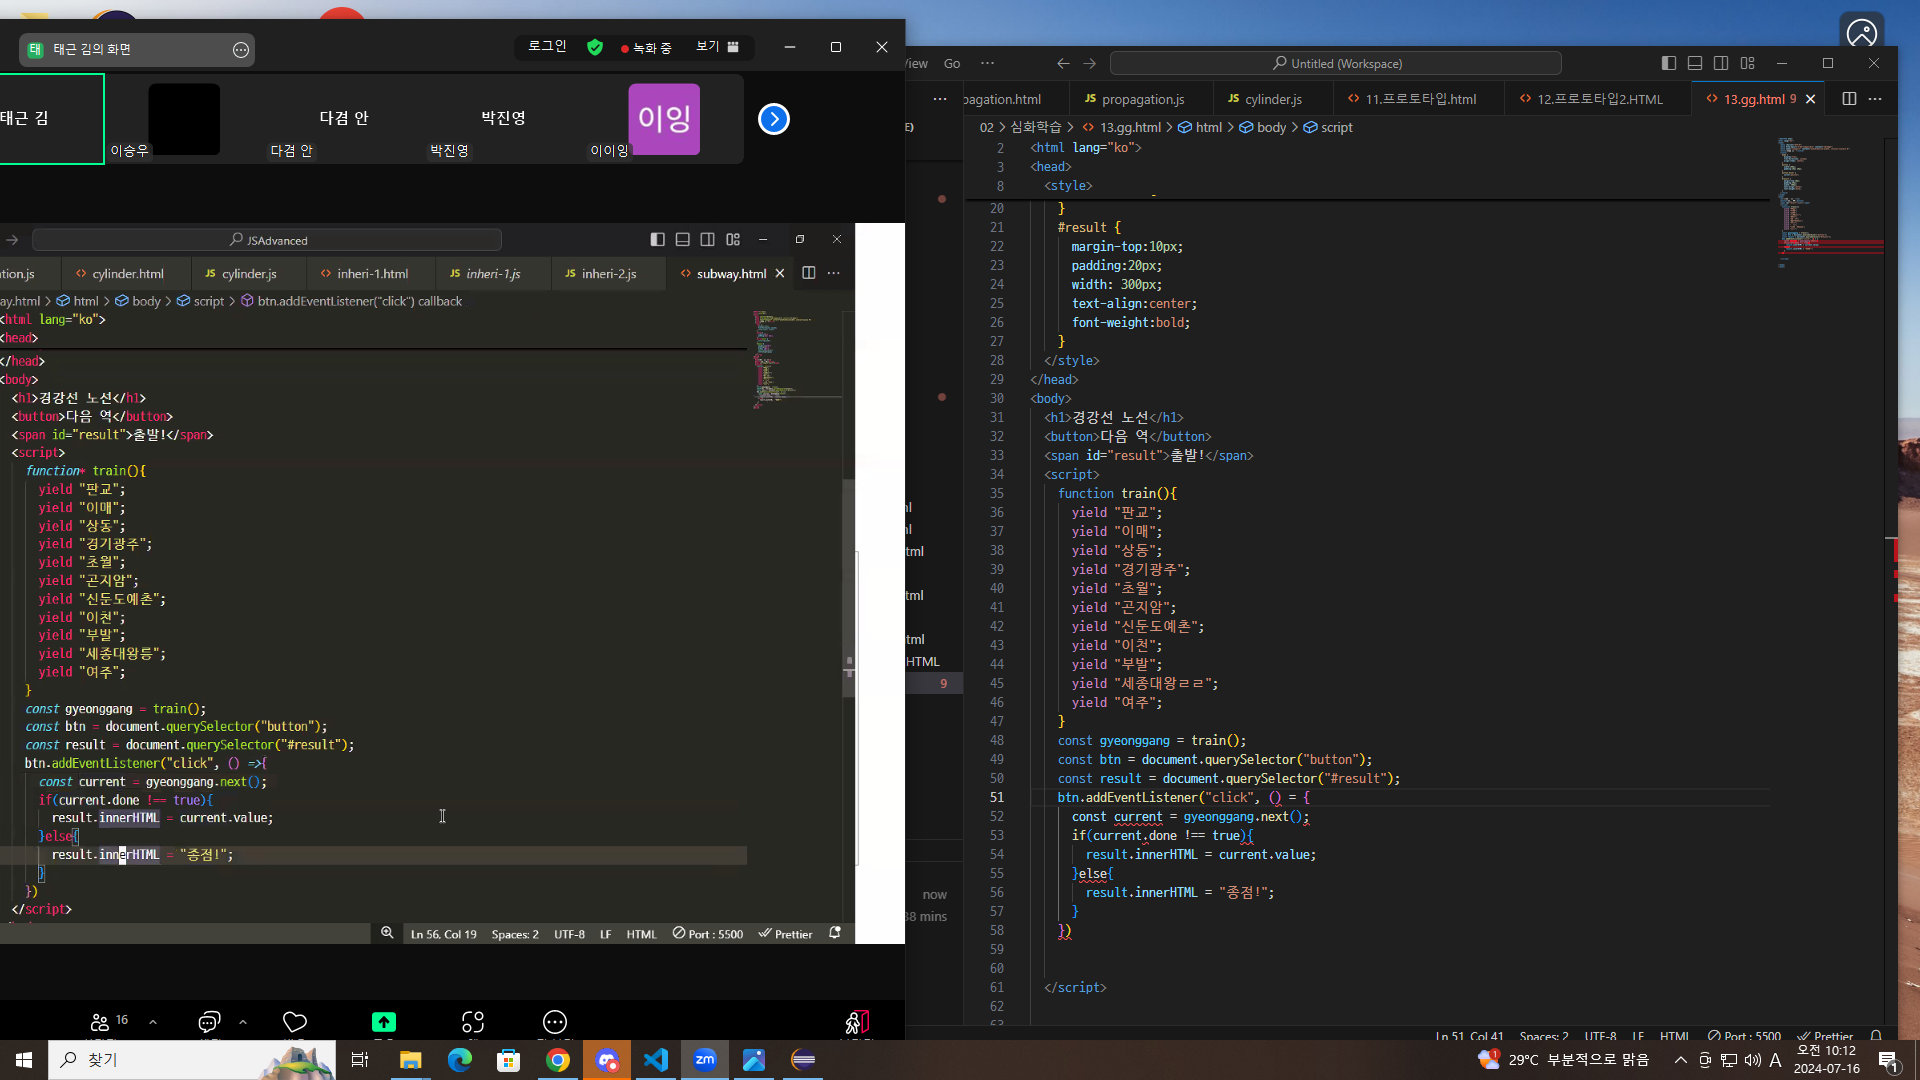 태 태근 김의 화면
로그인
녹화 중
보기
태근 김
이승우
다겸 안
다겸 안
박진영
박진영
이잉
이이잉
JSAdvanced
tion.js
cylinder.html
JS cylinder.js
inheri-1.html
JS inheri-1.js
JS inheri-2.js
subway.html
ay.html > html > body > script > btn.addEventListener("click") callback
<html lang="ko">
<head>
</head>
<body>
<h1>경강선 노선</h1>
<button>다음 역</button>
<span id="result">출발!</span>
<script>
function* train(){
yield "판교";
yield "이매";
yield "상동";
yield "경기광주";
yield "초월";
yield "곤지암";
yield "신둔도예촌";
yield "이천";
yield "부발";
yield "세종대왕릉";
yield "여주";
}
const gyeonggang = train();
const btn = document.querySelector("button");
const result = document.querySelector("#result");
btn.addEventListener("click", () =>{
const current = gyeonggang.next();
if(current.done !== true){
result.innerHTML = current.value;
}else{
result.innerHTML = "종점!";
}
})
</script>
Ln 56, Col 19 Spaces: 2 UTF-8 LF HTML Port : 5500 Prettier
16
View Go ···
Untitled (Workspace)
pagation.html
JS propagation.js
JS cylinder.js
11.프로토타입.html
12.프로토타입2.HTML
13.gg.html 9
02 > 심화학습 > 13.gg.html > html > body > script
2 <html lang="ko">
3 <head>
8 <style>
20 }
21 #result {
22 margin-top:10px;
23 padding:20px;
24 width: 300px;
25 text-align:center;
26 font-weight:bold;
27 }
28 </style>
29 </head>
30 <body>
31 <h1>경강선 노선</h1>
32 <button>다음 역</button>
33 <span id="result">출발!</span>
34 <script>
35 function train(){
36 yield "판교";
37 yield "이매";
38 yield "상동";
39 yield "경기광주";
40 yield "초월";
41 yield "곤지암";
42 yield "신둔도예촌";
43 yield "이천";
44 yield "부발";
45 yield "세종대왕ㄹㄹ";
46 yield "여주";
47 }
48 const gyeonggang = train();
49 const btn = document.querySelector("button");
50 const result = document.querySelector("#result");
51 btn.addEventListener("click", () = {
52 const current = gyeonggang.next();
53 if(current.done !== true){
54 result.innerHTML = current.value;
55 }else{
56 result.innerHTML = "종점!";
57 }
58 })
59
60
61 </script>
62
63
E)
ml
ml
tml
tml
tml
HTML
9
now
38 mins
Ln 51, Col 41 Spaces: 2 UTF-8 LF HTML Port : 5500 Prettier
찾기
zm
29°C 부분적으로 맑음
A
오전 10:12
2024-07-16
1